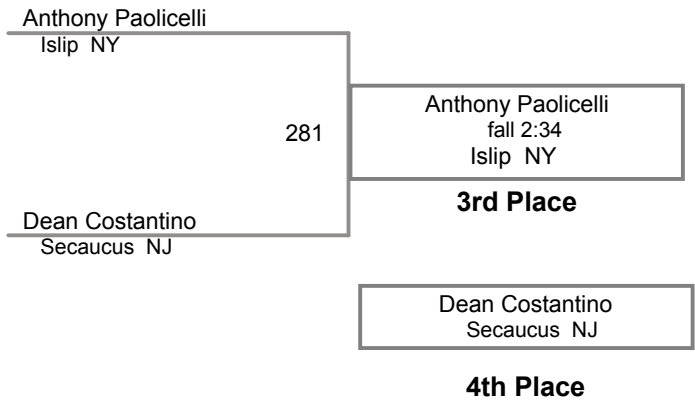 Anthony Paolicelli
Islip NY
281
Anthony Paolicelli
fall 2:34
Islip NY
3rd Place
Dean Costantino
Secaucus NJ
Dean Costantino
Secaucus NJ
4th Place